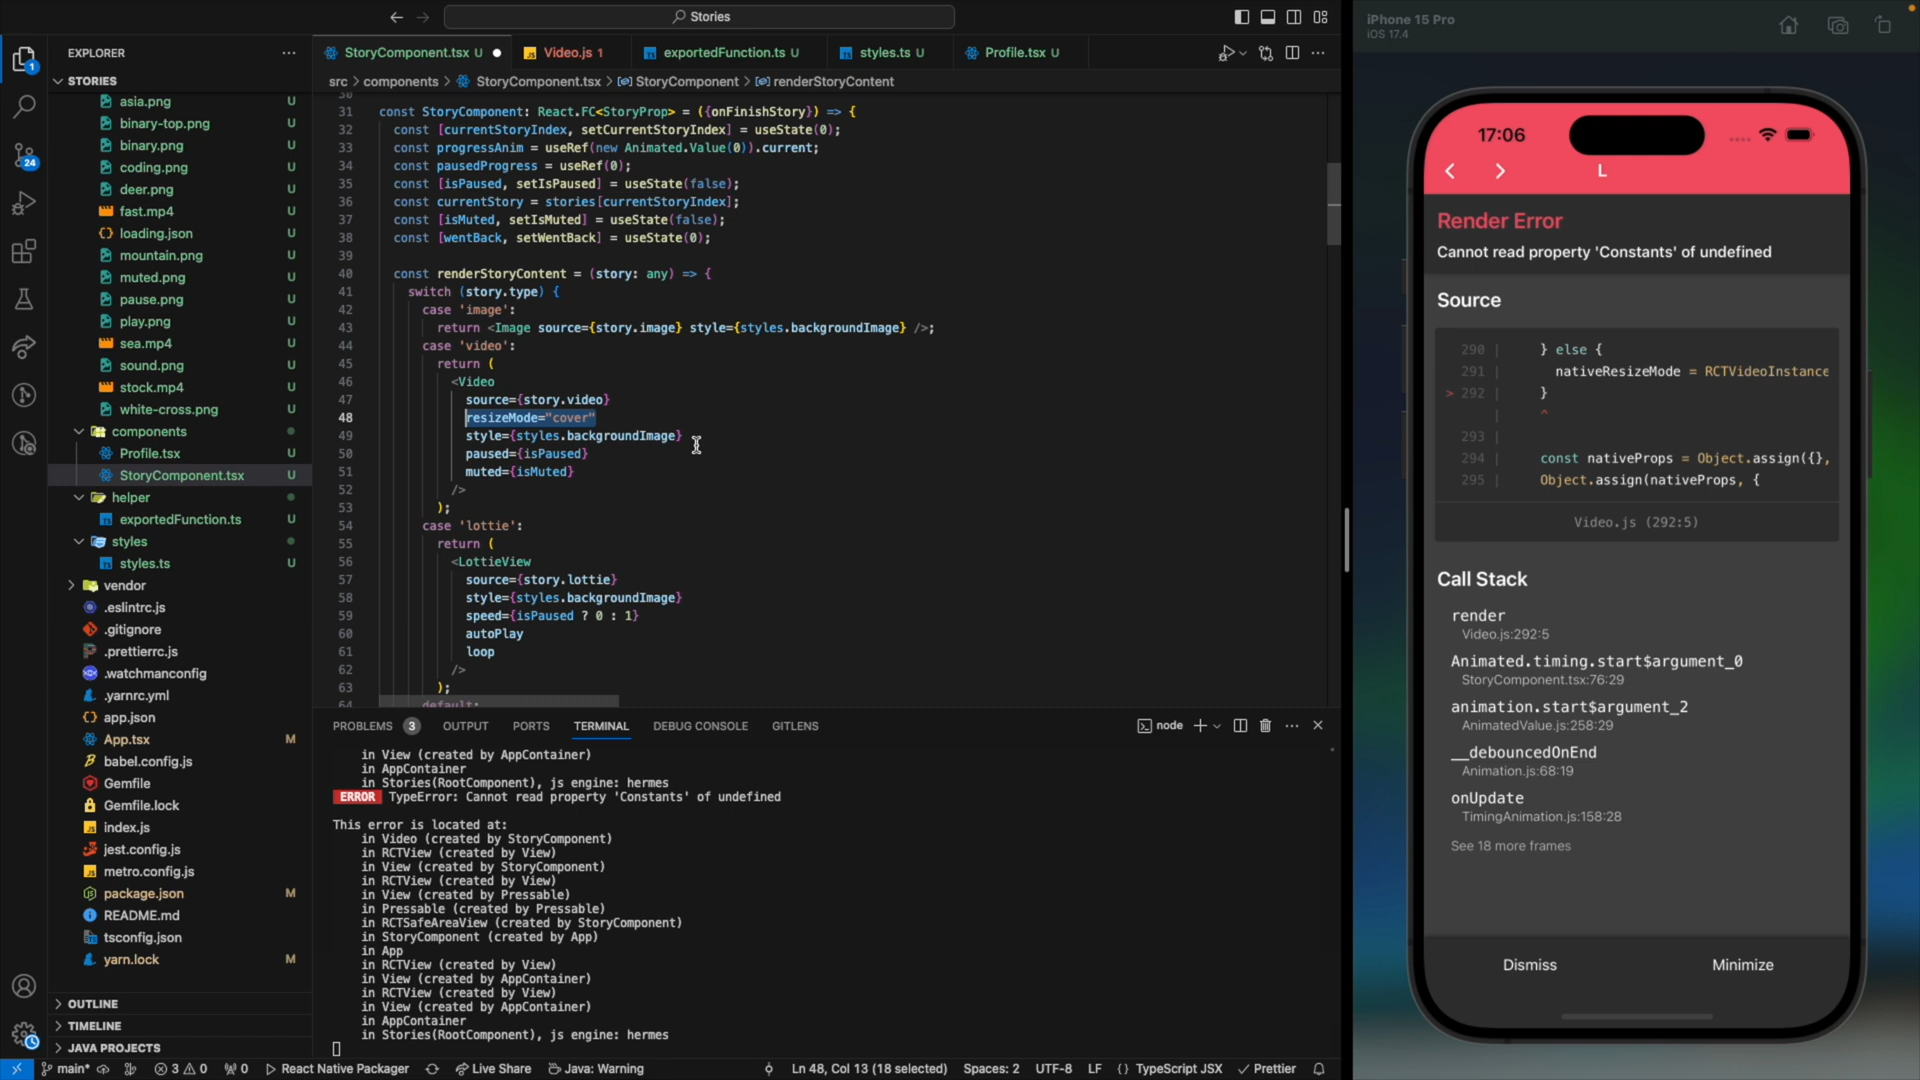 Stories
EXPLORER
STORIES
asia.png U
binary-top.png U
binary.png U
coding.png U
deer.png U
fast.mp4 U
loading.json U
mountain.png U
muted.png U
pause.png U
play.png U
sea.mp4 U
sound.png U
stock.mp4 U
white-cross.png U
components
Profile.tsx U
StoryComponent.tsx U
helper
exportedFunction.ts U
styles
styles.ts U
vendor
.eslintrc.js
.gitignore
.prettierrc.js
.watchmanconfig
.yarnrc.yml
app.json
App.tsx M
babel.config.js
Gemfile
Gemfile.lock
index.js
jest.config.js
metro.config.js
package.json M
README.md
tsconfig.json
yarn.lock M
OUTLINE
TIMELINE
JAVA PROJECTS
1
24
StoryComponent.tsx U
JS Video.js 1
TS exportedFunction.ts U
TS styles.ts U
Profile.tsx U
src > components > StoryComponent.tsx > StoryComponent > renderStoryContent
30
31 const StoryComponent: React.FC<StoryProp> = ({onFinishStory}) => {
32 const [currentStoryIndex, setCurrentStoryIndex] = useState(0);
33 const progressAnim = useRef(new Animated.Value(0)).current;
34 const pausedProgress = useRef(0);
35 const [isPaused, setIsPaused] = useState(false);
36 const currentStory = stories[currentStoryIndex];
37 const [isMuted, setIsMuted] = useState(false);
38 const [wentBack, setWentBack] = useState(0);
39
40 const renderStoryContent = (story: any) => {
41 switch (story.type) {
42 case 'image':
43 return <Image source={story.image} style={styles.backgroundImage} />;
44 case 'video':
45 return (
46 <Video
47 source={story.video}
48 resizeMode="cover"
49 style={styles.backgroundImage}
50 paused={isPaused}
51 muted={isMuted}
52 />
53 );
54 case 'lottie':
55 return (
56 <LottieView
57 source={story.lottie}
58 style={styles.backgroundImage}
59 speed={isPaused ? 0 : 1}
60 autoPlay
61 loop
62 />
63 );
64 default:
PROBLEMS 3 OUTPUT PORTS TERMINAL DEBUG CONSOLE GITLENS
node
in View (created by AppContainer)
in AppContainer
in Stories(RootComponent), js engine: hermes
ERROR TypeError: Cannot read property 'Constants' of undefined
This error is located at:
in Video (created by StoryComponent)
in RCTView (created by View)
in View (created by StoryComponent)
in RCTView (created by View)
in View (created by Pressable)
in Pressable (created by Pressable)
in RCTSafeAreaView (created by StoryComponent)
in StoryComponent (created by App)
in App
in RCTView (created by View)
in View (created by AppContainer)
in RCTView (created by View)
in View (created by AppContainer)
in AppContainer
in Stories(RootComponent), js engine: hermes
main* 3 0 0 React Native Packager Live Share Java: Warning Ln 48, Col 13 (18 selected) Spaces: 2 UTF-8 LF {} TypeScript JSX Prettier
iPhone 15 Pro
iOS 17.4
17:06
L
Render Error
Cannot read property 'Constants' of undefined
Source
290 | } else {
291 | nativeResizeMode = RCTVideoInstance
> 292 | }
| ^
293 |
294 | const nativeProps = Object.assign({},
295 | Object.assign(nativeProps, {
Video.js (292:5)
Call Stack
render
Video.js:292:5
Animated.timing.start$argument_0
StoryComponent.tsx:76:29
animation.start$argument_2
AnimatedValue.js:258:29
__debouncedOnEnd
Animation.js:68:19
onUpdate
TimingAnimation.js:158:28
See 18 more frames
Dismiss
Minimize